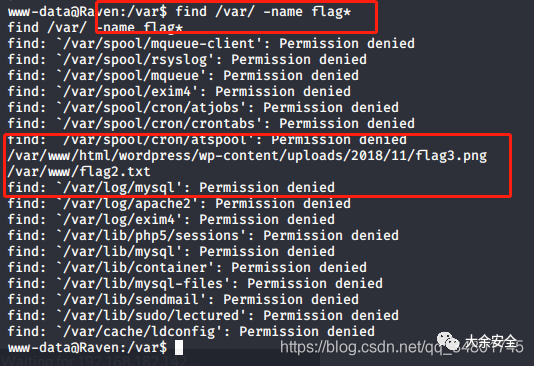 www-data@Raven:/var$ find /var/ -name flag*
find /var/ -name flag*
find: `/var/spool/mqueue-client': Permission denied
find: `/var/spool/rsyslog': Permission denied
find: `/var/spool/mqueue': Permission denied
find: `/var/spool/exim4': Permission denied
find: `/var/spool/cron/atjobs': Permission denied
find: `/var/spool/cron/crontabs': Permission denied
find: `/var/spool/cron/atspool': Permission denied
/var/www/html/wordpress/wp-content/uploads/2018/11/flag3.png
/var/www/flag2.txt
find: `/var/log/mysql': Permission denied
find: `/var/log/apache2': Permission denied
find: `/var/log/exim4': Permission denied
find: `/var/lib/php5/sessions': Permission denied
find: `/var/lib/mysql': Permission denied
find: `/var/lib/container': Permission denied
find: `/var/lib/mysql-files': Permission denied
find: `/var/lib/sendmail': Permission denied
find: `/var/lib/sudo/lectured': Permission denied
find: `/var/cache/ldconfig': Permission denied
www-data@Raven:/var$
大余安全